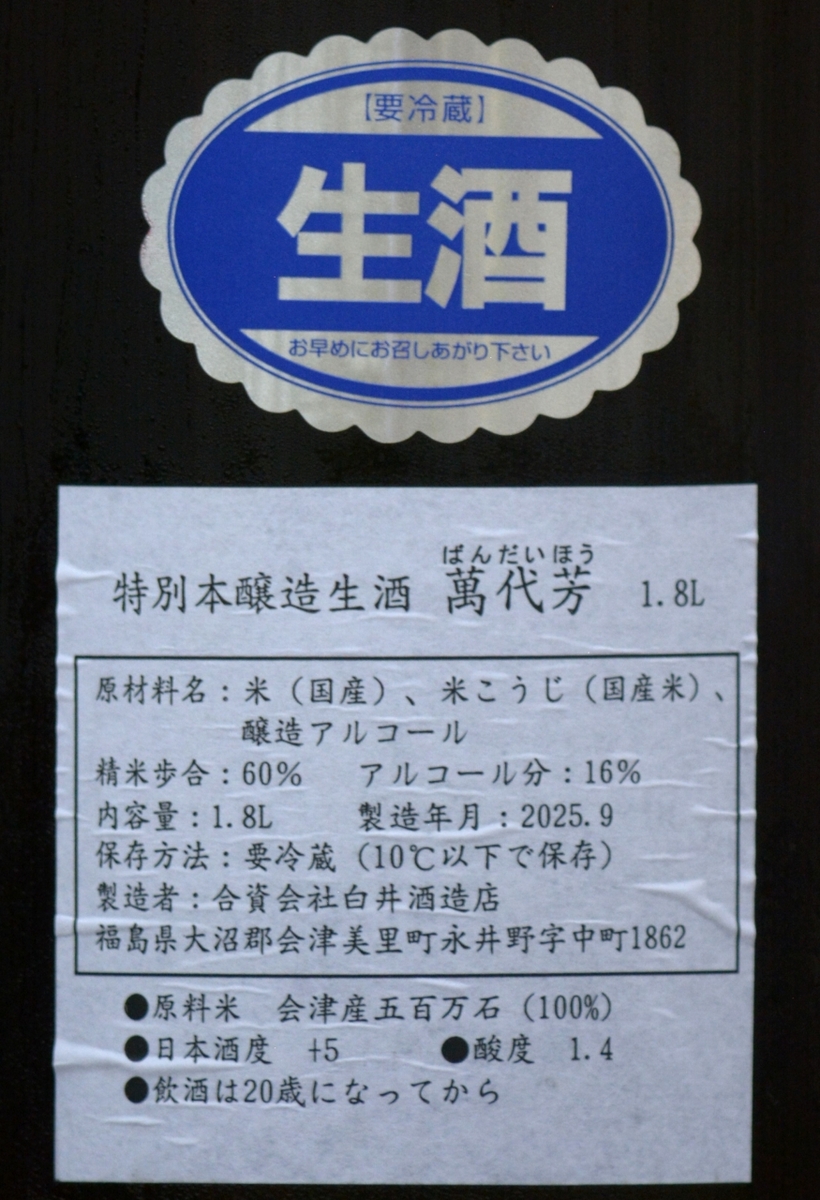 【要冷蔵】
生酒
お早めにお召しあがり下さい
ばんだいほう
特別本醸造生酒 萬代芳 1.8L
原材料名：米（国産）、米こうじ（国産米）、
醸造アルコール
精米歩合：60% アルコール分：16%
内容量：1.8L 製造年月：2025.9
保存方法：要冷蔵（10℃以下で保存）
製造者：合資会社白井酒造店
福島県大沼郡会津美里町永井野字中町1862
●原料米 会津産五百万石（100%）
●日本酒度 +5 ●酸度 1.4
●飲酒は20歳になってから